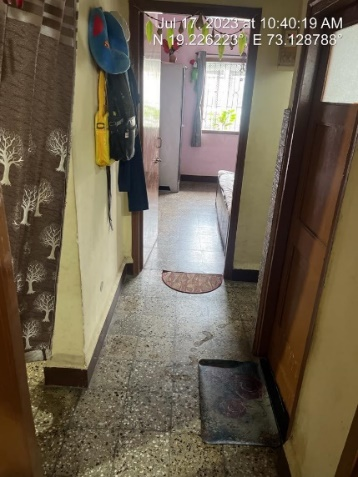 Jul 17, 2023 at 10:40:19 AM
N 19.226223°, E 73.128788°